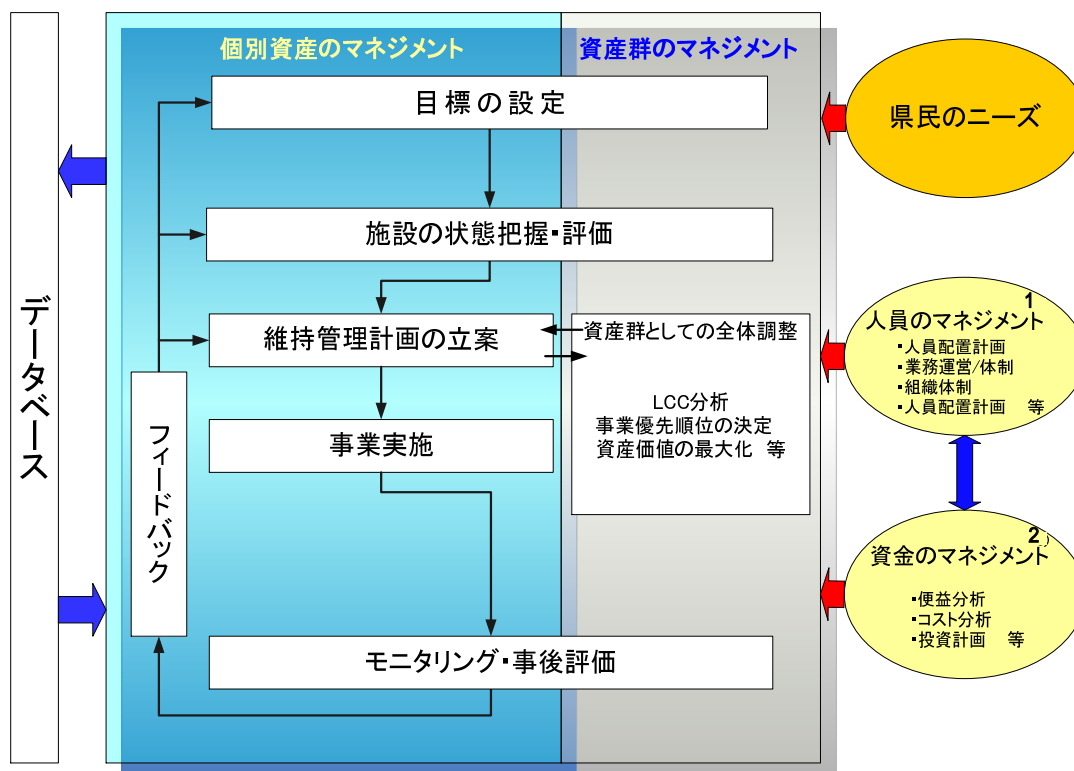 個別資産のマネジメント
資産群のマネジメント
目標の設定
県民のニーズ
施設の状態把握・評価
データベース
維持管理計画の立案
資産群としての全体調整
LCC分析
事業優先順位の決定
資産価値の最大化 等
1
人員のマネジメント
・人員配置計画
・業務運営/体制
・組織体制
・人員配置計画 等
フィードバック
事業実施
2)
資金のマネジメント
・便益分析
・コスト分析
・投資計画 等
モニタリング・事後評価